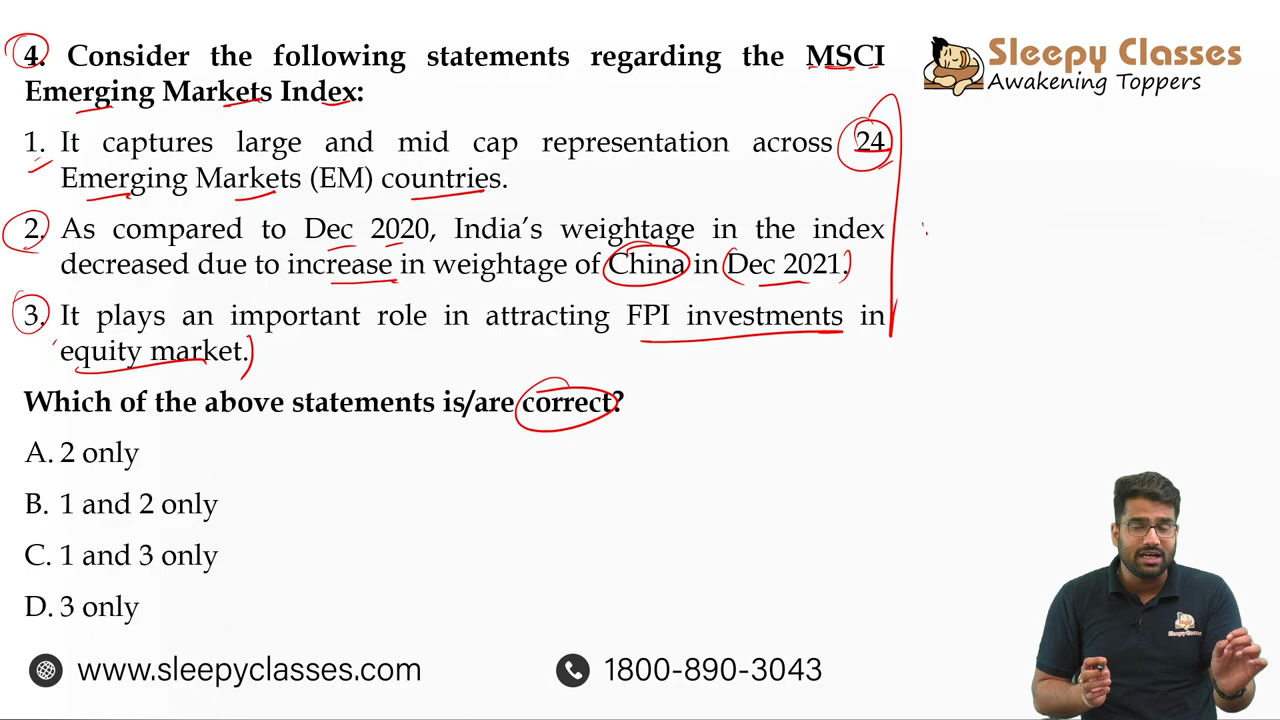 4. Consider the following statements regarding the MSCI
Emerging Markets Index:
1. It captures large and mid cap representation across 24
Emerging Markets (EM) countries.
2. As compared to Dec 2020, India's weightage in the index
decreased due to increase in weightage of China in Dec 2021.
3. It plays an important role in attracting FPI investments in
equity market.
Which of the above statements is/are correct?
A. 2 only
B. 1 and 2 only
C. 1 and 3 only
D. 3 only
www.sleepyclasses.com
1800-890-3043
Sleepy Classes
Awakening Toppers
Sleepy Classes